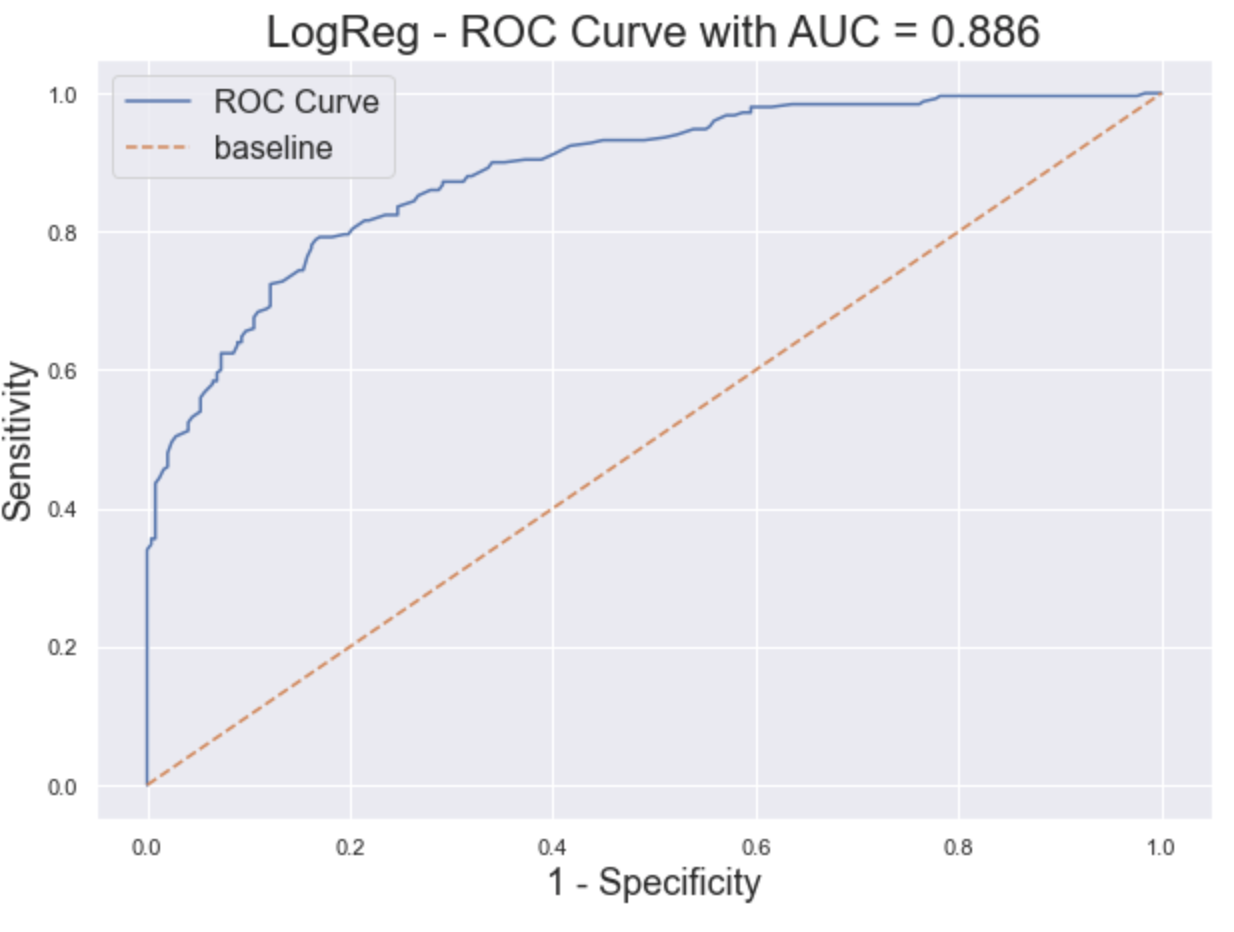 LogReg - ROC Curve with AUC = 0.886
1.0
ROC Curve
baseline
0.8
0.6
0.4
0.2
0.0
Sensitivity
0.0 0.2 0.4 0.6 0.8 1.0
1 - Specificity